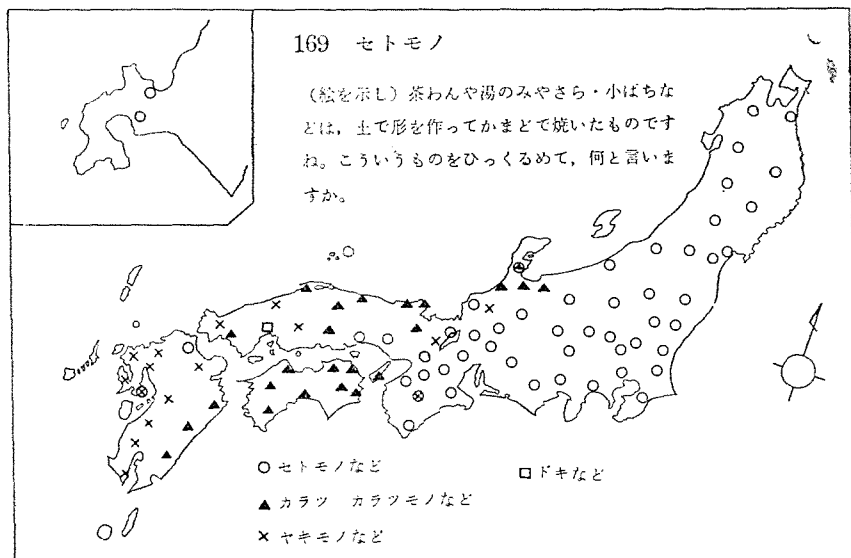 169 セトモノ
(絵を示し)茶わんや湯のみやさら・小ばちな
どは,土で形を作ってかまどで焼いたものです
ね。こういうものをひっくるめて,何と言いま
すか。
○ セトモノなど
□ ドキなど
▲ カラツ カラツモノなど
× ヤキモノなど